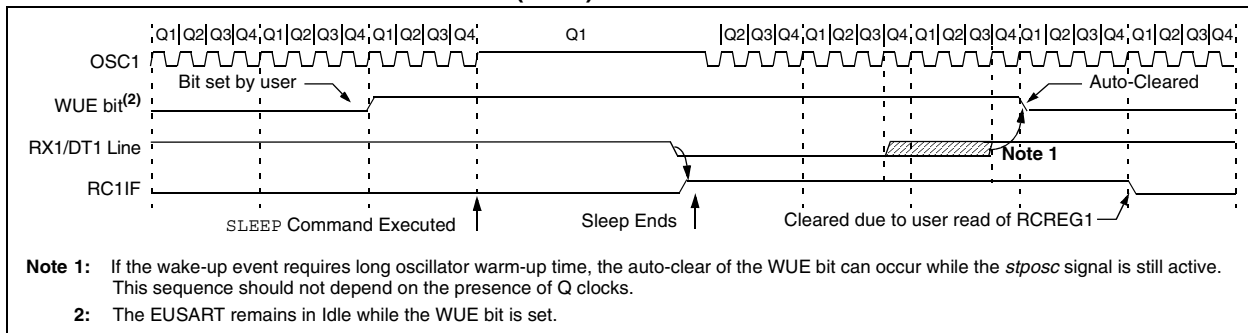 Q1 Q2 Q3 Q4 Q1 Q2 Q3 Q4 Q1 Q2 Q3 Q4 Q1 Q2 Q3 Q4 Q1 Q2 Q3 Q4 Q1 Q2 Q3 Q4 Q1 Q2 Q3 Q4 Q1 Q2 Q3 Q4
OSC1
Bit set by user
Auto-Cleared
WUE bit(2)
RX1/DT1 Line
Note 1
RC1IF
SLEEP Command Executed
Sleep Ends
Cleared due to user read of RCREG1
Note 1: If the wake-up event requires long oscillator warm-up time, the auto-clear of the WUE bit can occur while the stposc signal is still active.
This sequence should not depend on the presence of Q clocks.
2: The EUSART remains in Idle while the WUE bit is set.